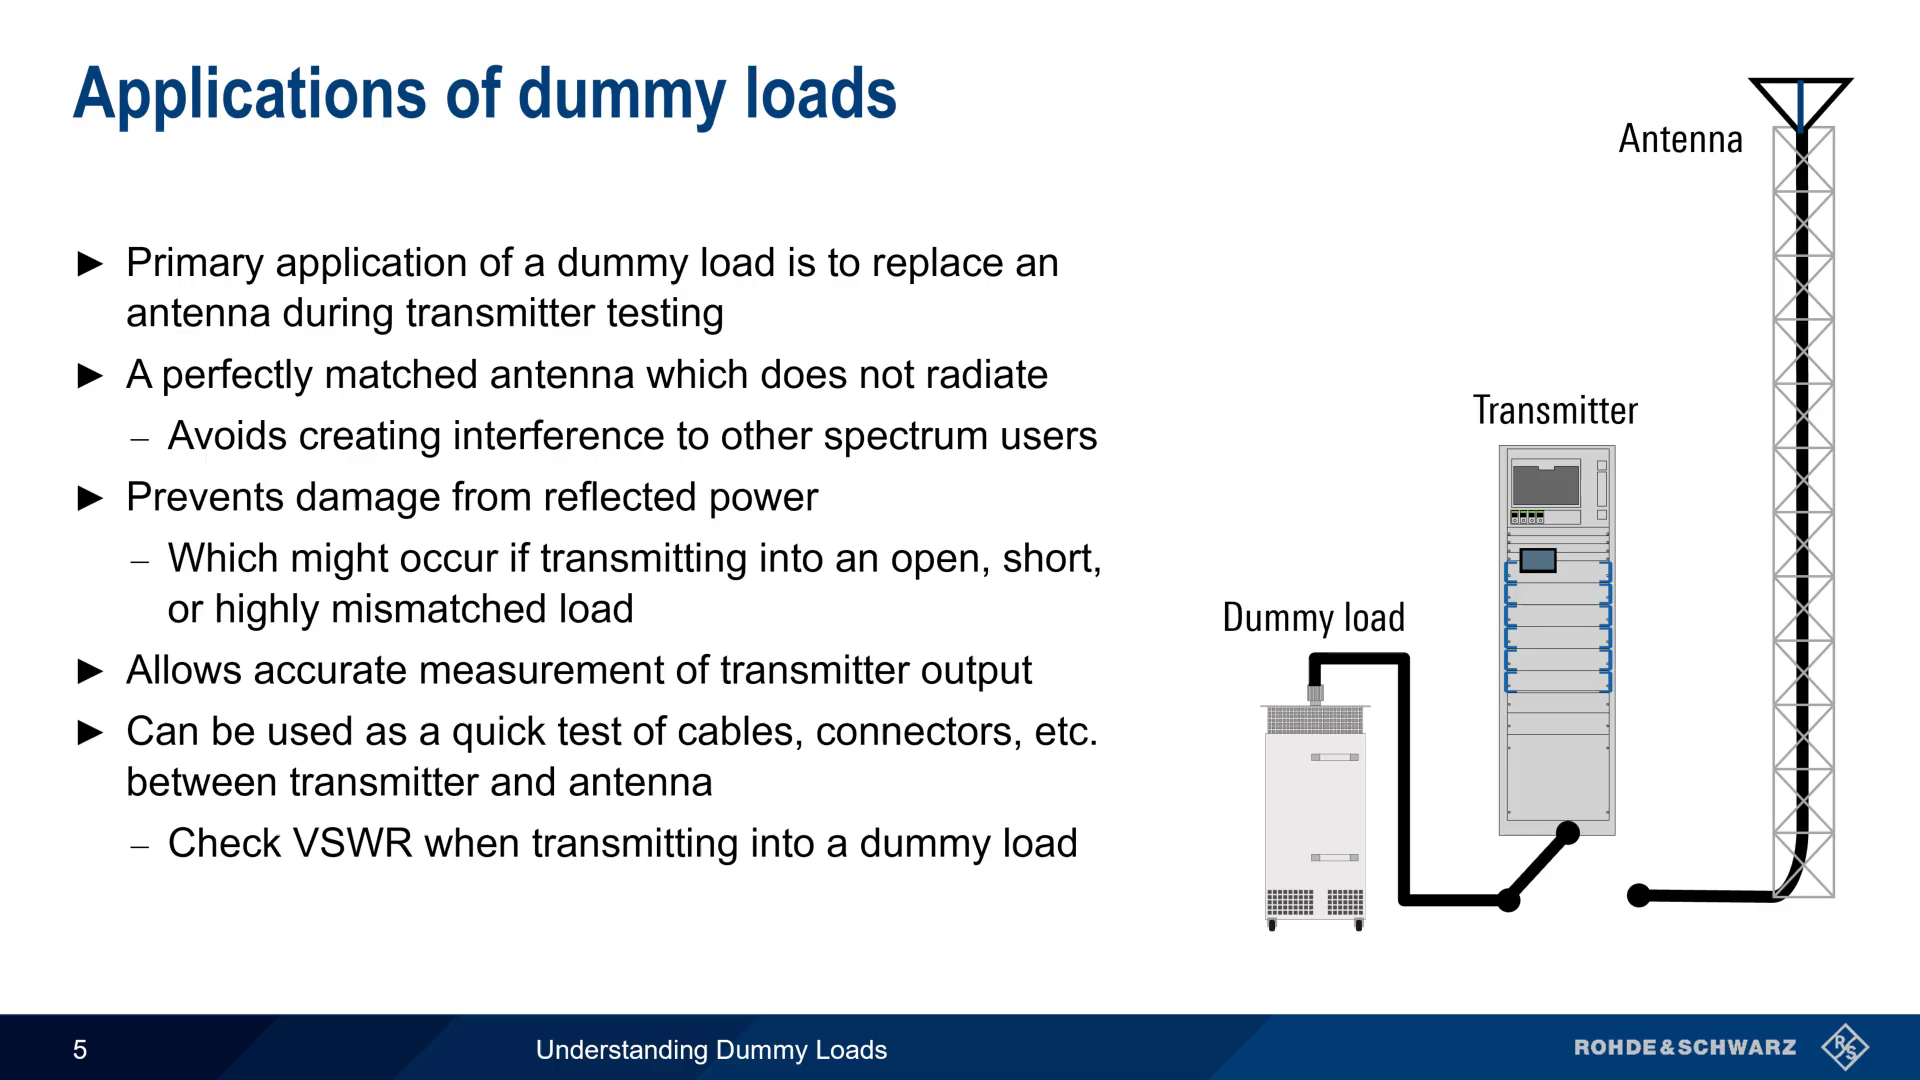 Applications of dummy loads
► Primary application of a dummy load is to replace an
antenna during transmitter testing
► A perfectly matched antenna which does not radiate
– Avoids creating interference to other spectrum users
► Prevents damage from reflected power
– Which might occur if transmitting into an open, short,
or highly mismatched load
► Allows accurate measurement of transmitter output
► Can be used as a quick test of cables, connectors, etc.
between transmitter and antenna
– Check VSWR when transmitting into a dummy load
Antenna
Transmitter
Dummy load
5
Understanding Dummy Loads
ROHDE & SCHWARZ
R S